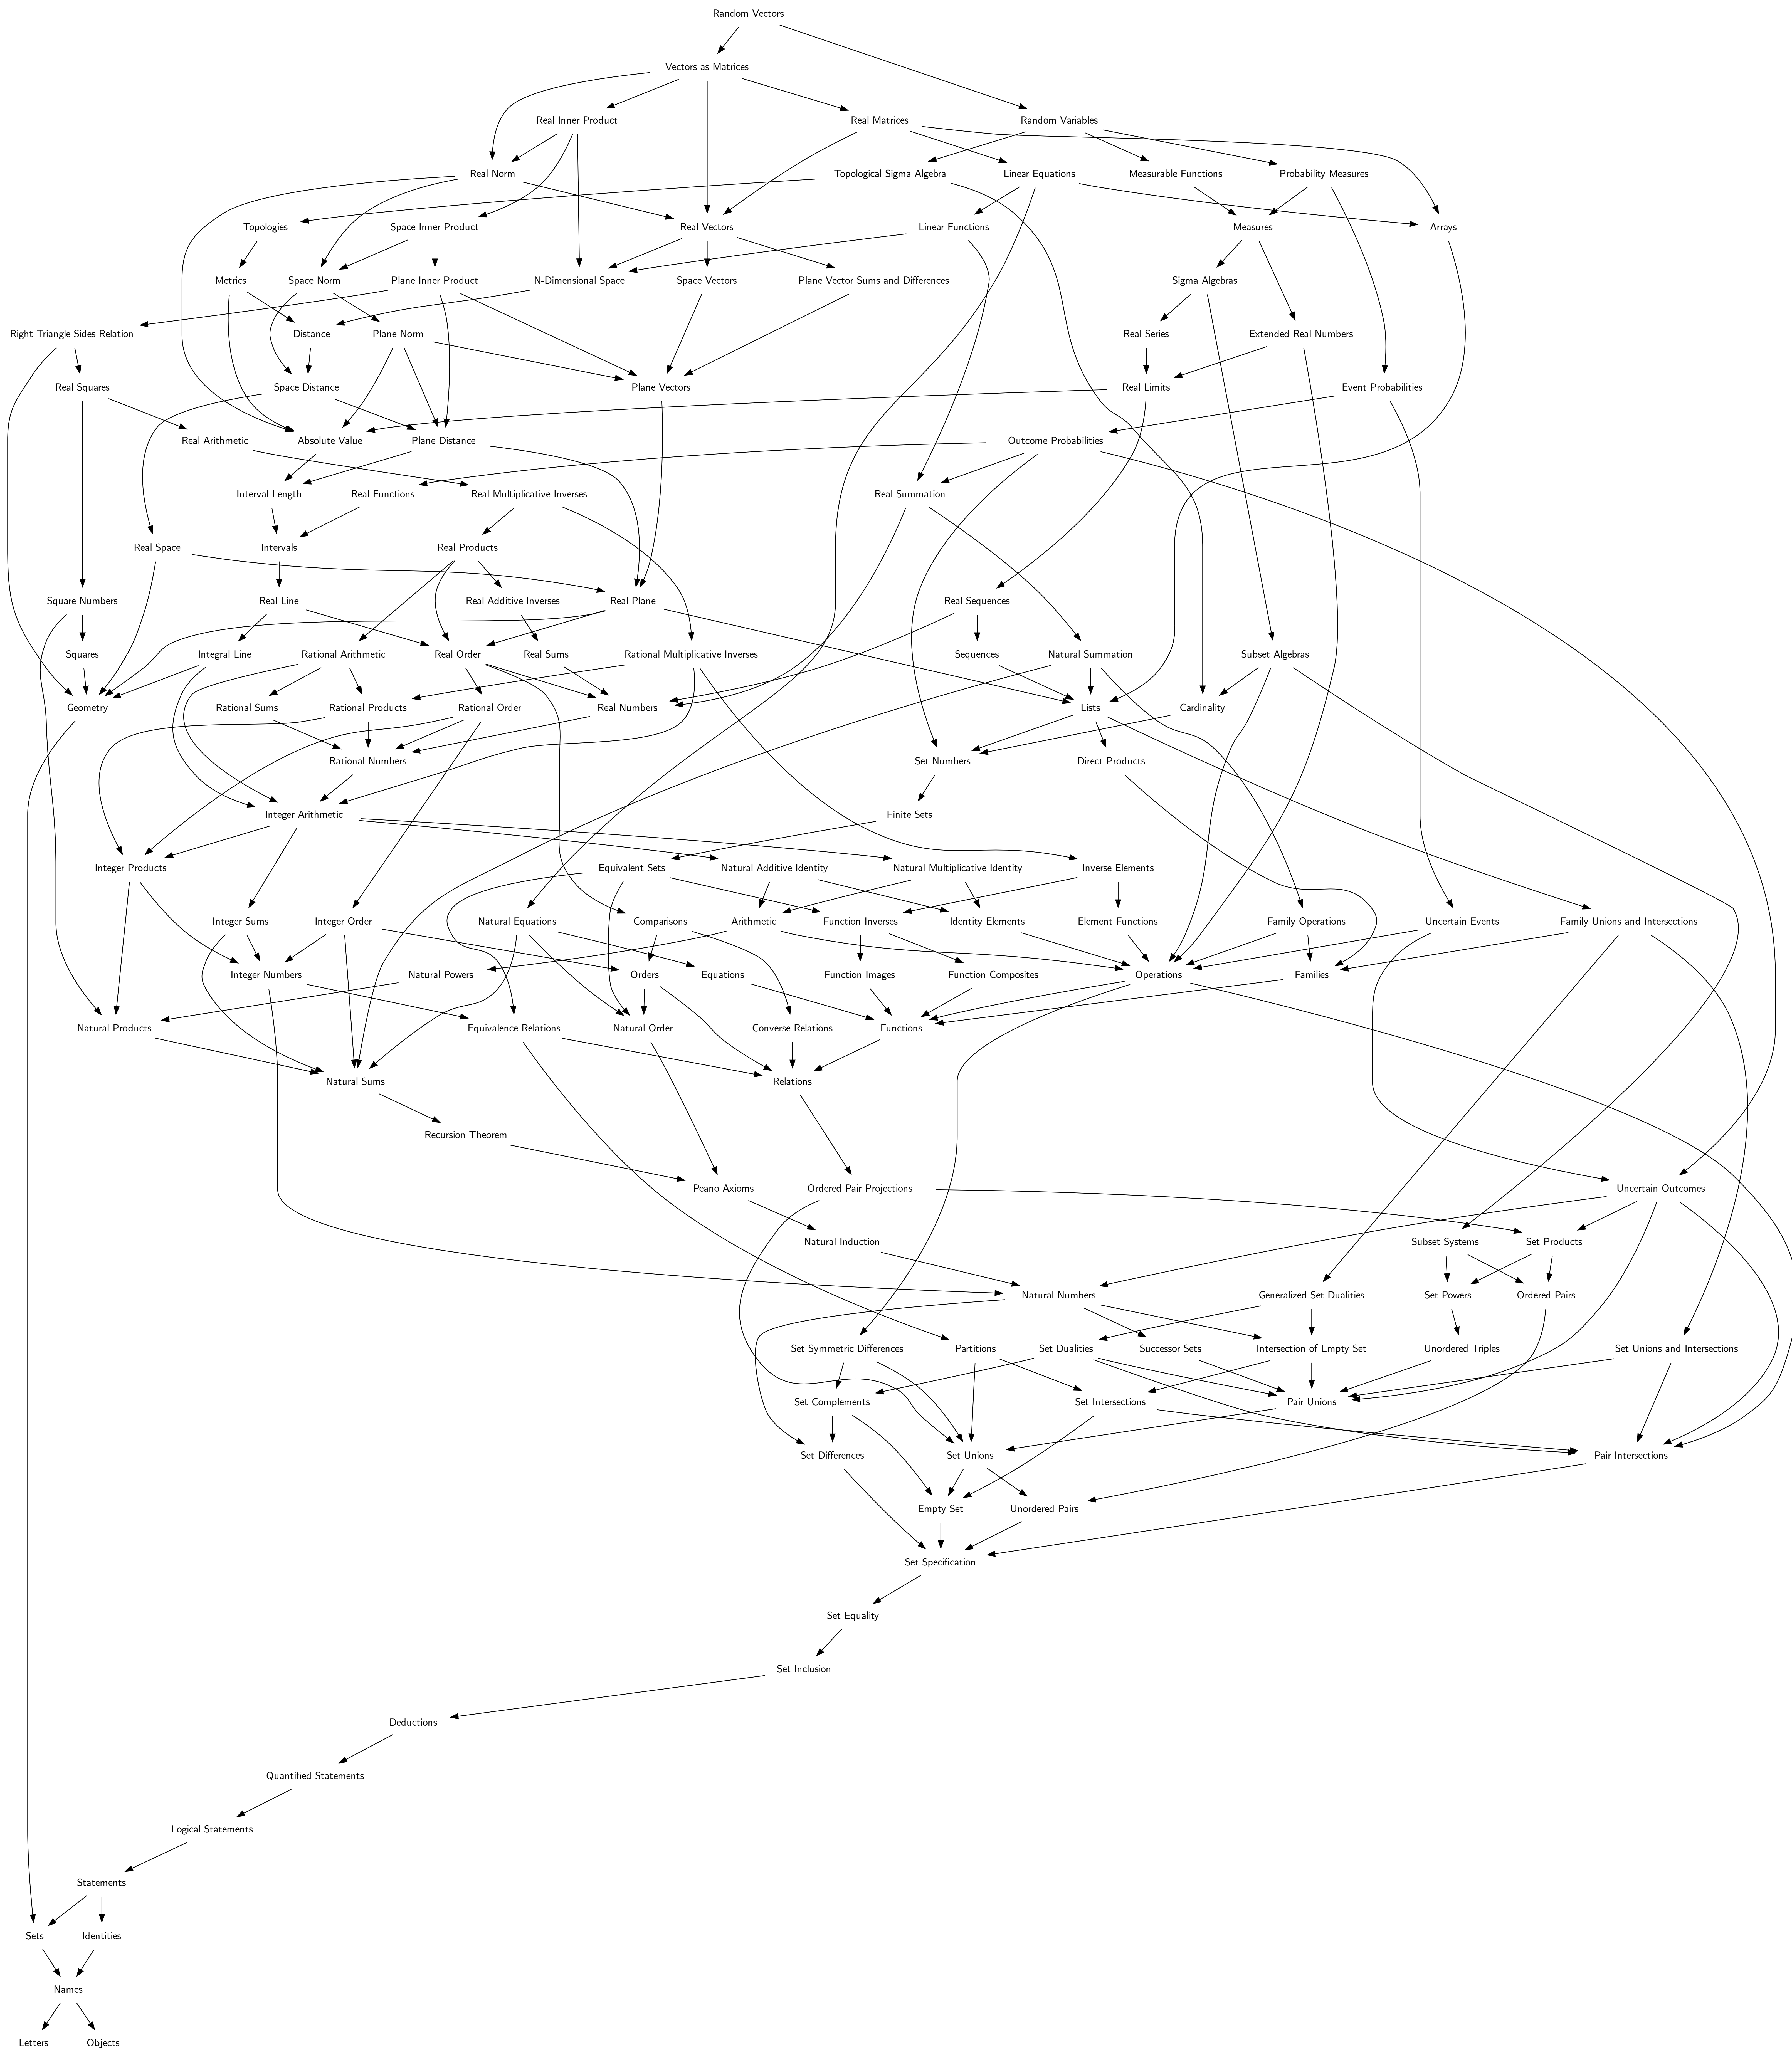 Random Vectors
Vectors as Matrices
Real Inner Product
Real Matrices
Random Variables
Real Norm
Topological Sigma Algebra
Linear Equations
Measurable Functions
Probability Measures
Topologies
Space Inner Product
Real Vectors
Linear Functions
Measures
Arrays
Metrics
Space Norm
Plane Inner Product
N-Dimensional Space
Space Vectors
Plane Vector Sums and Differences
Sigma Algebras
Right Triangle Sides Relation
Distance
Plane Norm
Real Series
Extended Real Numbers
Real Squares
Space Distance
Plane Vectors
Real Limits
Event Probabilities
Real Arithmetic
Absolute Value
Plane Distance
Outcome Probabilities
Interval Length
Real Functions
Real Multiplicative Inverses
Real Summation
Real Space
Intervals
Real Products
Square Numbers
Real Line
Real Additive Inverses
Real Plane
Real Sequences
Squares
Integral Line
Rational Arithmetic
Real Order
Real Sums
Rational Multiplicative Inverses
Sequences
Natural Summation
Subset Algebras
Geometry
Rational Sums
Rational Products
Rational Order
Real Numbers
Lists
Cardinality
Rational Numbers
Set Numbers
Direct Products
Integer Arithmetic
Finite Sets
Integer Products
Equivalent Sets
Natural Additive Identity
Natural Multiplicative Identity
Inverse Elements
Integer Sums
Integer Order
Natural Equations
Comparisons
Arithmetic
Function Inverses
Identity Elements
Element Functions
Family Operations
Uncertain Events
Family Unions and Intersections
Integer Numbers
Natural Powers
Orders
Equations
Function Images
Function Composites
Operations
Families
Natural Products
Equivalence Relations
Natural Order
Converse Relations
Functions
Natural Sums
Relations
Recursion Theorem
Peano Axioms
Ordered Pair Projections
Uncertain Outcomes
Natural Induction
Subset Systems
Set Products
Natural Numbers
Generalized Set Dualities
Set Powers
Ordered Pairs
Set Symmetric Differences
Partitions
Set Dualities
Successor Sets
Intersection of Empty Set
Unordered Triples
Set Unions and Intersections
Set Complements
Set Intersections
Pair Unions
Set Differences
Set Unions
Pair Intersections
Empty Set
Unordered Pairs
Set Specification
Set Equality
Set Inclusion
Deductions
Quantified Statements
Logical Statements
Statements
Sets
Identities
Names
Letters
Objects